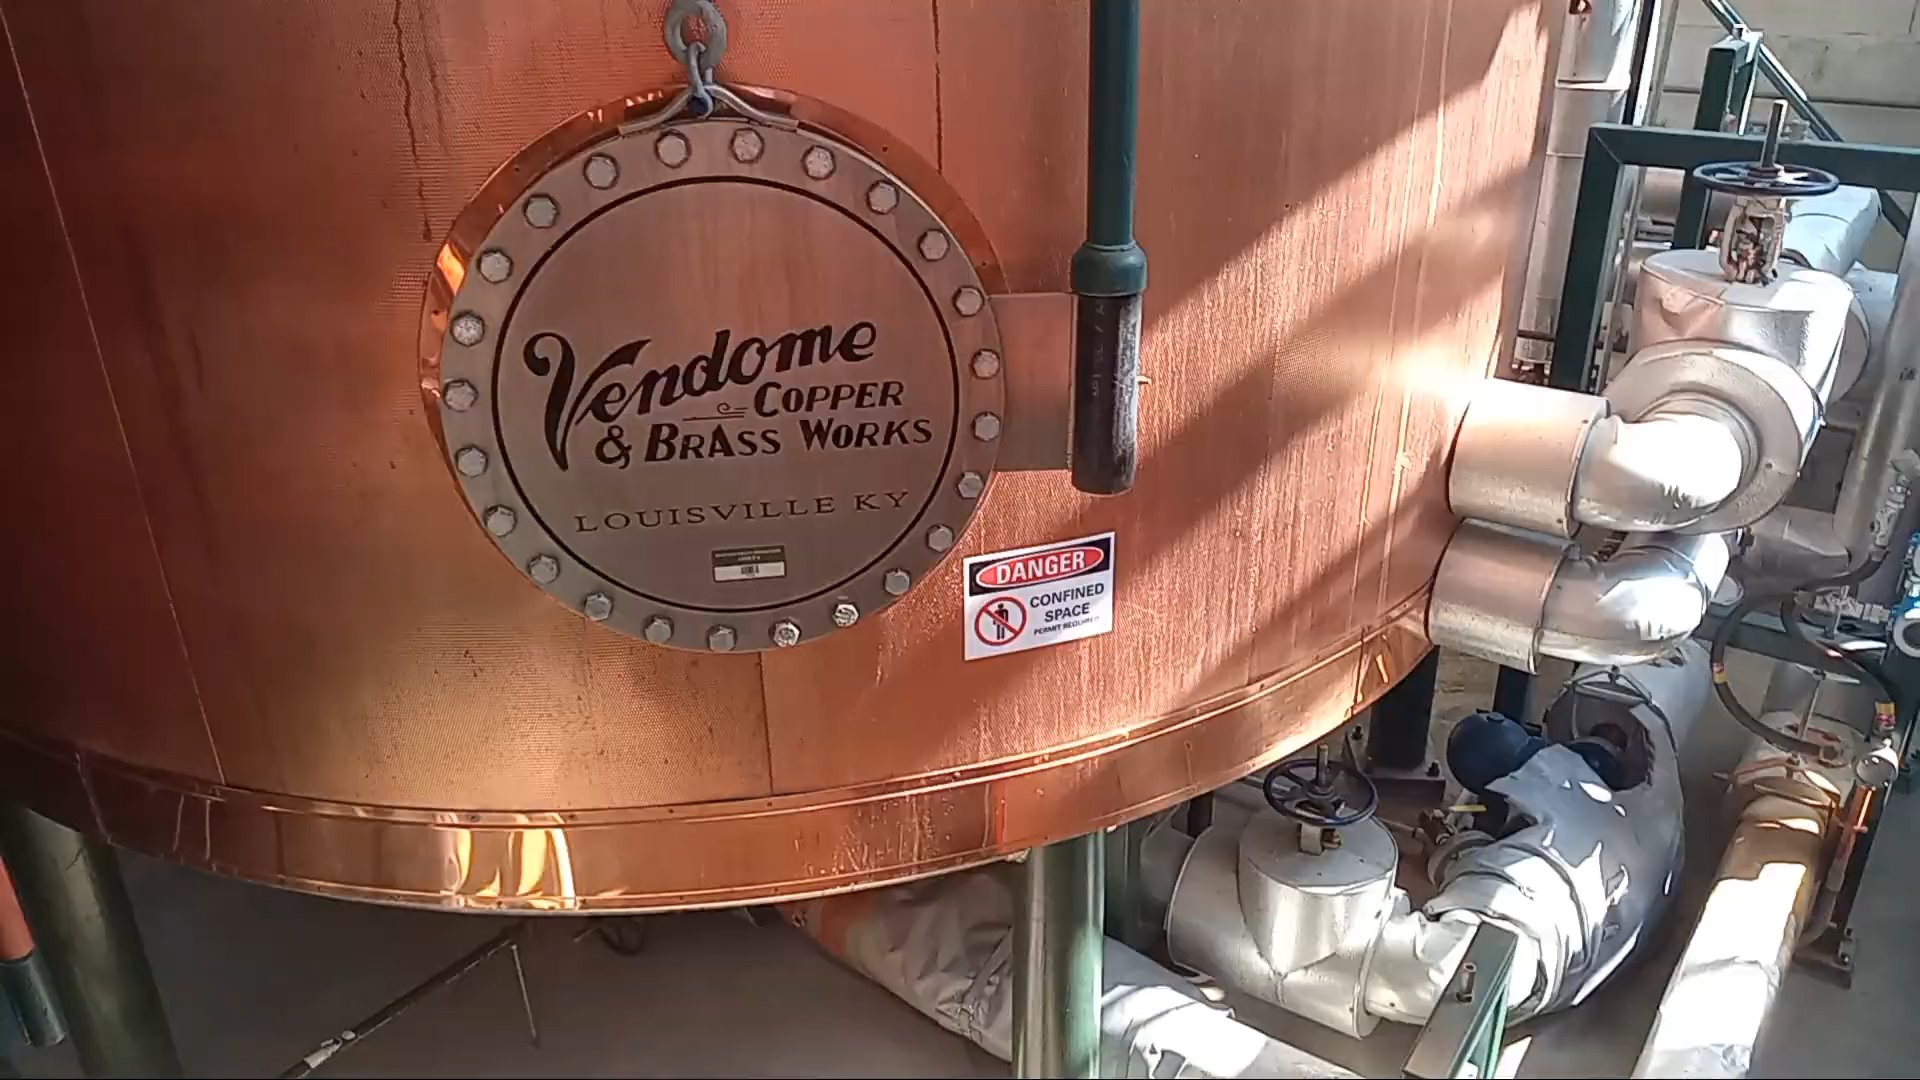 Vendome
COPPER
& BRASS WORKS
LOUISVILLE KY
DANGER
CONFINED
SPACE
PERMIT REQUIRED